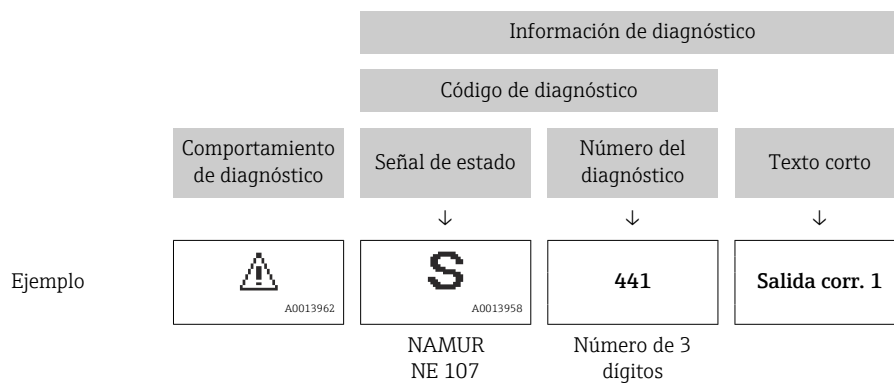 Información de diagnóstico
Código de diagnóstico
Comportamiento
de diagnóstico
Señal de estado
Número del
diagnóstico
Texto corto
↓ ↓ ↓
Ejemplo
A0013962
S
A0013958
441
Salida corr. 1
NAMUR
NE 107
Número de 3
dígitos